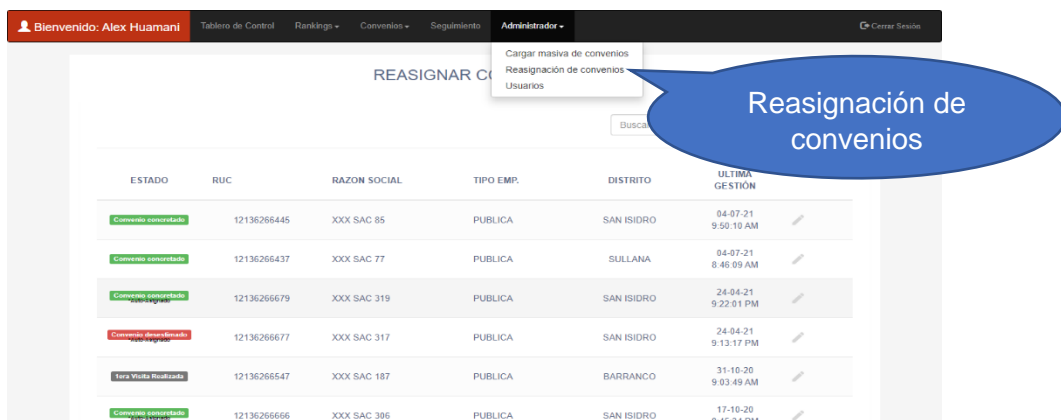 Bienvenido: Alex Huamani Tablero de Control Rankings Convenios Seguimiento Administrador Cerrar Sesión
Cargar masiva de convenios
Reasignación de convenios
Usuarios
REASIGNAR
Reasignación de
convenios
ESTADO RUC RAZON SOCIAL TIPO EMP. DISTRITO ULTIMA
GESTIÓN
Convenio concretado 12136266445 XXX SAC 85 PUBLICA SAN ISIDRO 04-07-21
9:50:10 AM
Convenio concretado 12136266437 XXX SAC 77 PUBLICA SULLANA 04-07-21
8:46:09 AM
Convenio concretado 12136266679 XXX SAC 319 PUBLICA SAN ISIDRO 24-04-21
*Auto-asignado 9:22:01 PM
Convenio desestimado 12136266677 XXX SAC 317 PUBLICA SAN ISIDRO 24-04-21
*Auto-asignado 9:13:17 PM
1era Visita Realizada 12136266547 XXX SAC 187 PUBLICA BARRANCO 31-10-20
9:03:49 AM
Convenio concretado 12136266666 XXX SAC 306 PUBLICA SAN ISIDRO 17-10-20